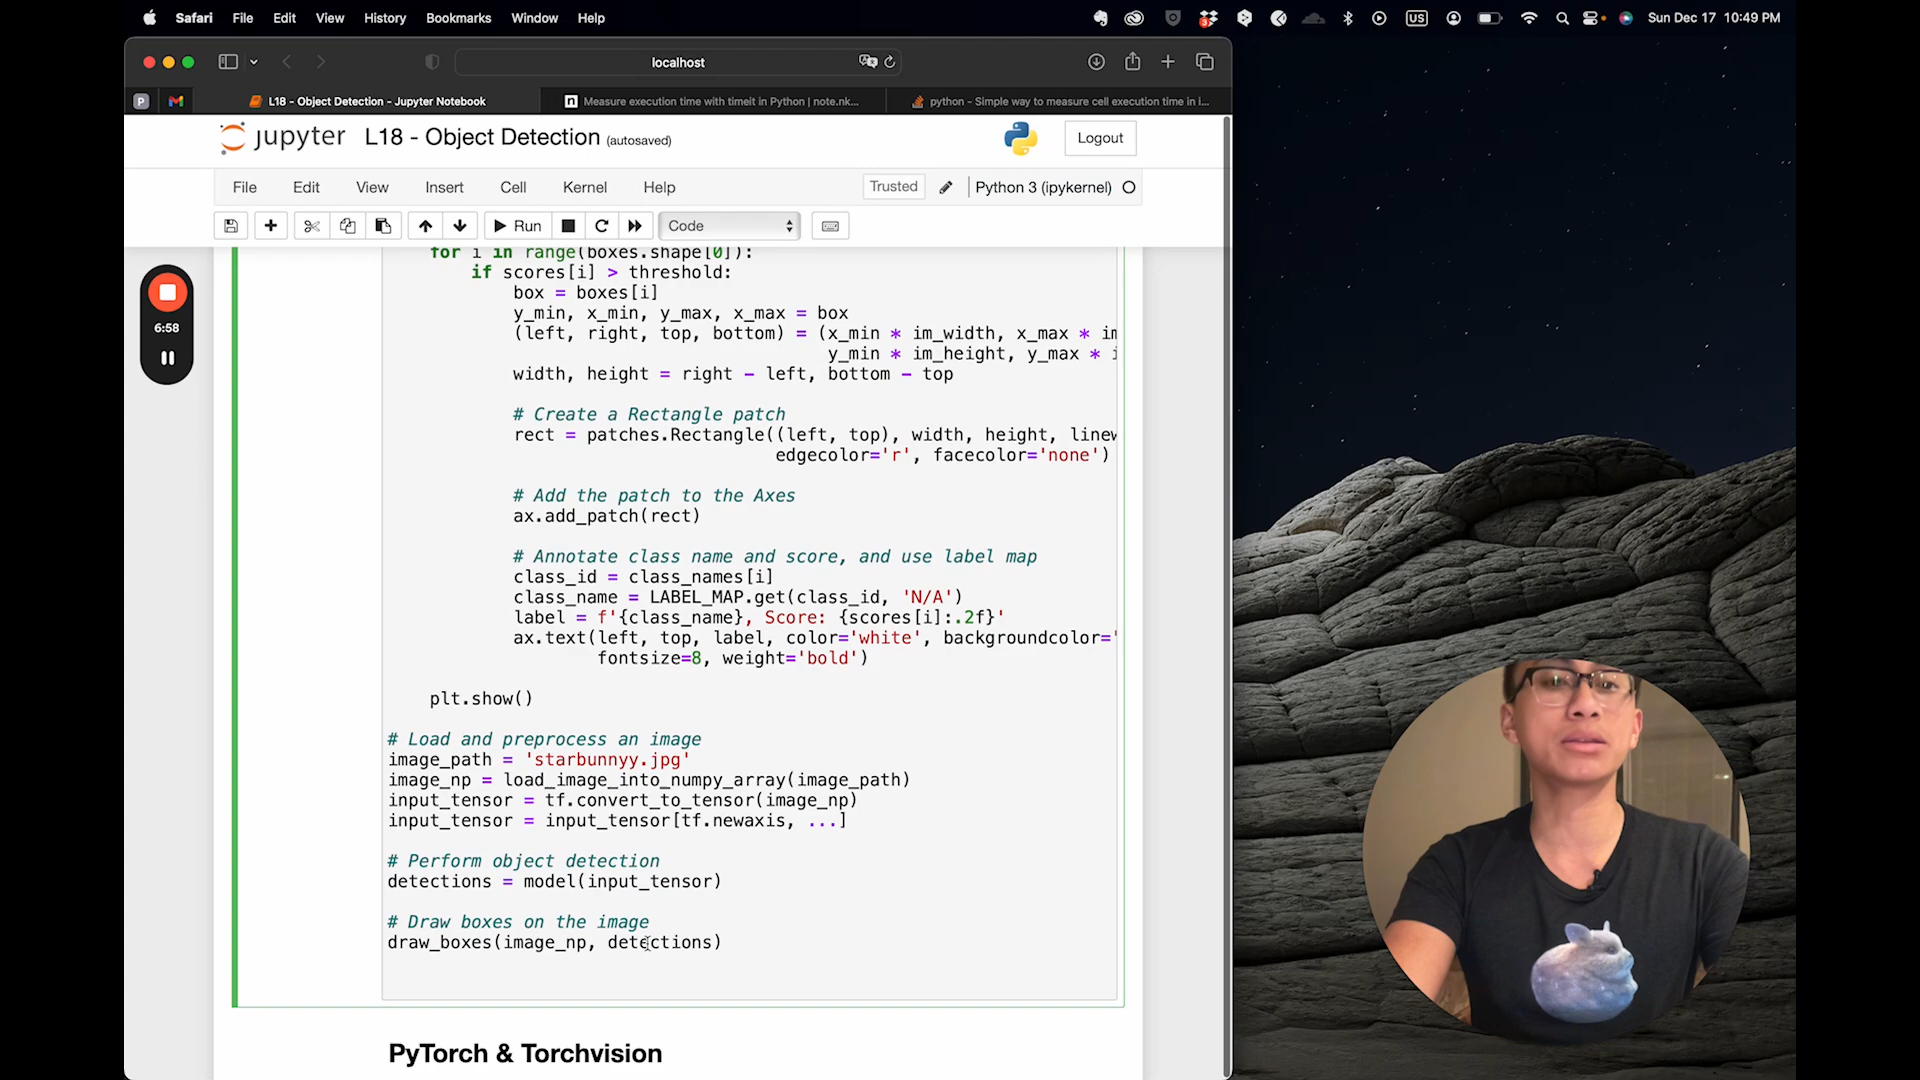 Safari File Edit View History Bookmarks Window Help
3
US
Sun Dec 17 10:49 PM
localhost
P
L18 - Object Detection - Jupyter Notebook
n Measure execution time with timeit in Python | note.nk...
python - Simple way to measure cell execution time in i...
jupyter L18 - Object Detection (autosaved)
Logout
File Edit View Insert Cell Kernel Help
Trusted
Python 3 (ipykernel)
Run
Code
6:58
for i in range(boxes.shape[0]):
if scores[i] > threshold:
box = boxes[i]
y_min, x_min, y_max, x_max = box
(left, right, top, bottom) = (x_min * im_width, x_max * im
y_min * im_height, y_max * i
width, height = right - left, bottom - top
# Create a Rectangle patch
rect = patches.Rectangle((left, top), width, height, linew
edgecolor='r', facecolor='none')
# Add the patch to the Axes
ax.add_patch(rect)
# Annotate class name and score, and use label map
class_id = class_names[i]
class_name = LABEL_MAP.get(class_id, 'N/A')
label = f'{class_name}, Score: {scores[i]:.2f}'
ax.text(left, top, label, color='white', backgroundcolor='
fontsize=8, weight='bold')
plt.show()
# Load and preprocess an image
image_path = 'starbunnyy.jpg'
image_np = load_image_into_numpy_array(image_path)
input_tensor = tf.convert_to_tensor(image_np)
input_tensor = input_tensor[tf.newaxis, ...]
# Perform object detection
detections = model(input_tensor)
# Draw boxes on the image
draw_boxes(image_np, detections)
PyTorch & Torchvision